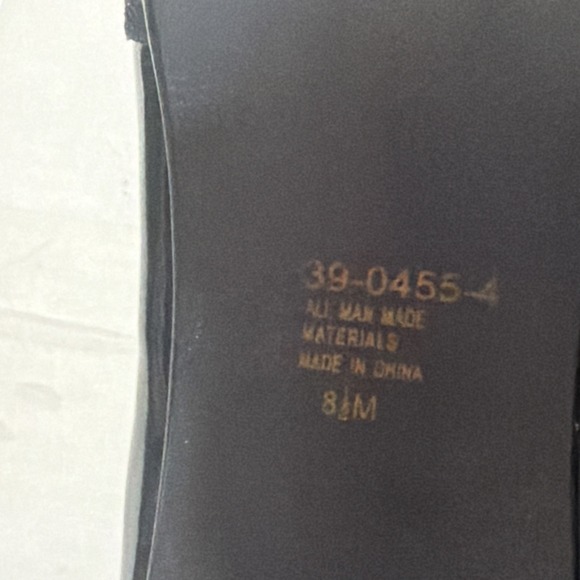 39-0455-4
ALL MAN MADE
MATERIALS
MADE IN CHINA
8½M